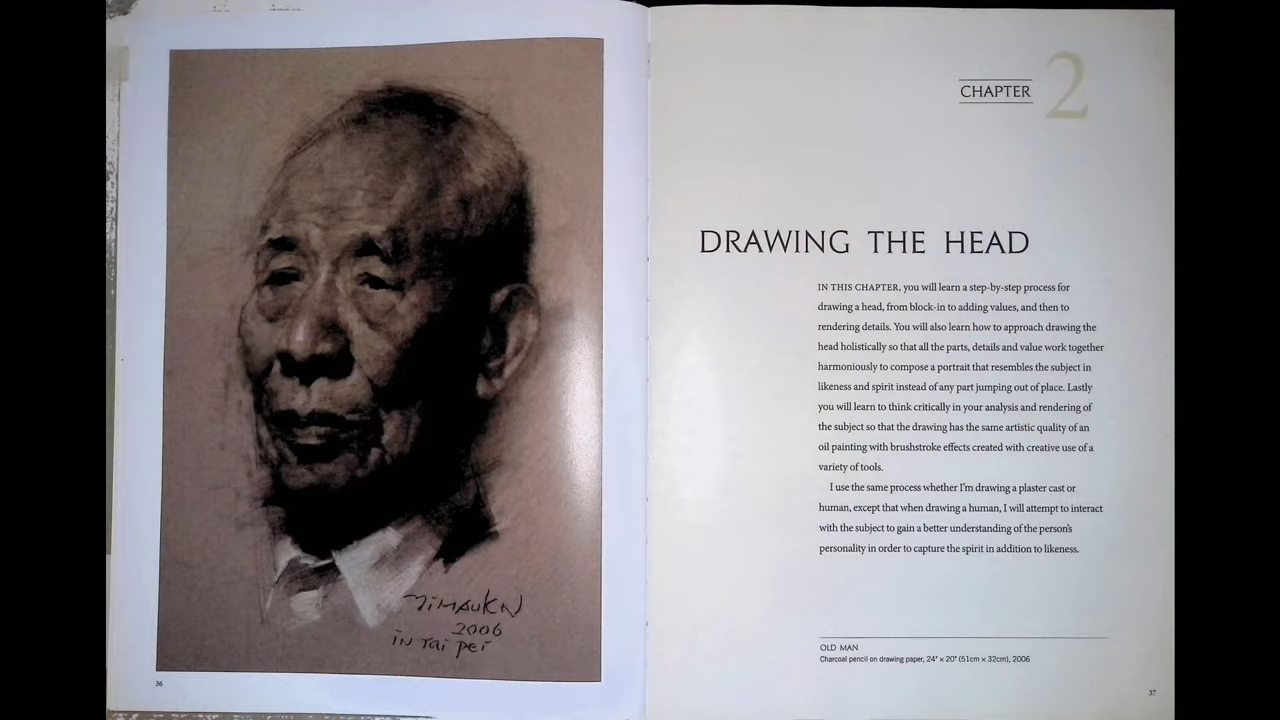 YiMAUKN
2006
iN Tai pei
36
CHAPTER 2
DRAWING THE HEAD
IN THIS CHAPTER, you will learn a step-by-step process for
drawing a head, from block-in to adding values, and then to
rendering details. You will also learn how to approach drawing the
head holistically so that all the parts, details and value work together
harmoniously to compose a portrait that resembles the subject in
likeness and spirit instead of any part jumping out of place. Lastly
you will learn to think critically in your analysis and rendering of
the subject so that the drawing has the same artistic quality of an
oil painting with brushstroke effects created with creative use of a
variety of tools.
I use the same process whether I'm drawing a plaster cast or
human, except that when drawing a human, I will attempt to interact
with the subject to gain a better understanding of the person's
personality in order to capture the spirit in addition to likeness.
OLD MAN
Charcoal pencil on drawing paper, 24" x 20" (51cm x 32cm), 2006
37